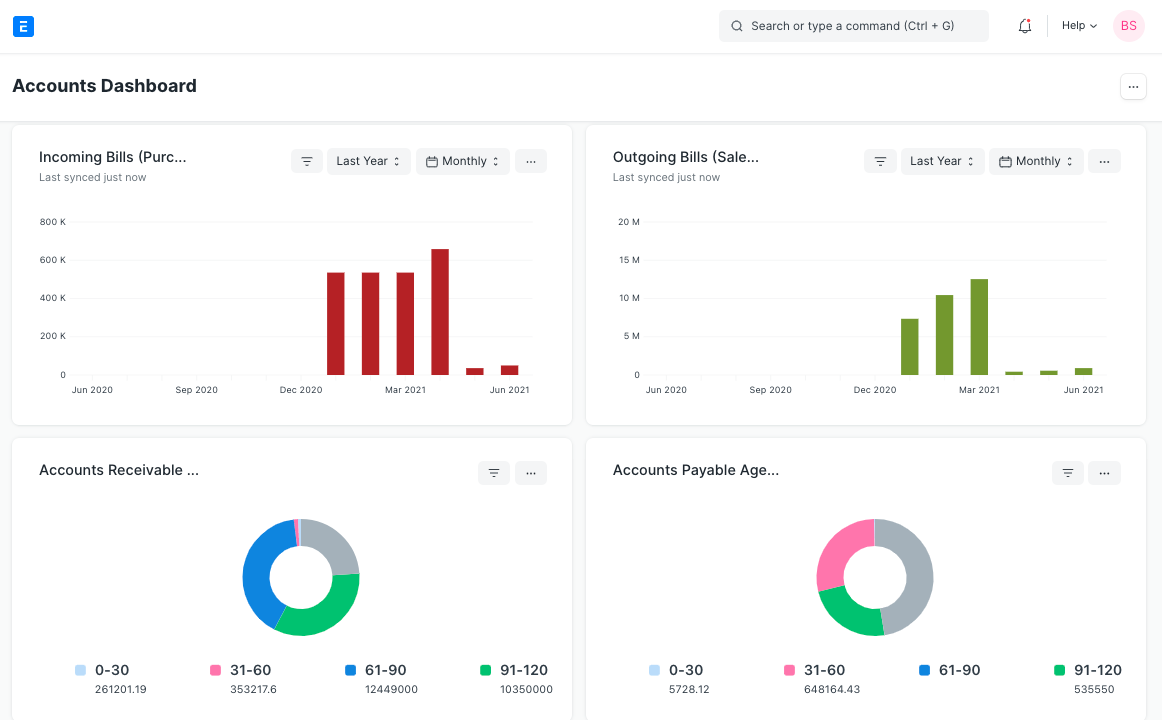 E
Search or type a command (Ctrl + G)
Help
BS
Accounts Dashboard
...
Incoming Bills (Purc...
Last Year
Monthly
...
Last synced just now
800 K
600 K
400 K
200 K
0
Jun 2020
Sep 2020
Dec 2020
Mar 2021
Jun 2021
Outgoing Bills (Sale...
Last Year
Monthly
...
Last synced just now
20 M
15 M
10 M
5 M
0
Jun 2020
Sep 2020
Dec 2020
Mar 2021
Jun 2021
Accounts Receivable ...
...
0-30
261201.19
31-60
353217.6
61-90
12449000
91-120
10350000
Accounts Payable Age...
...
0-30
5728.12
31-60
648164.43
61-90
91-120
535550